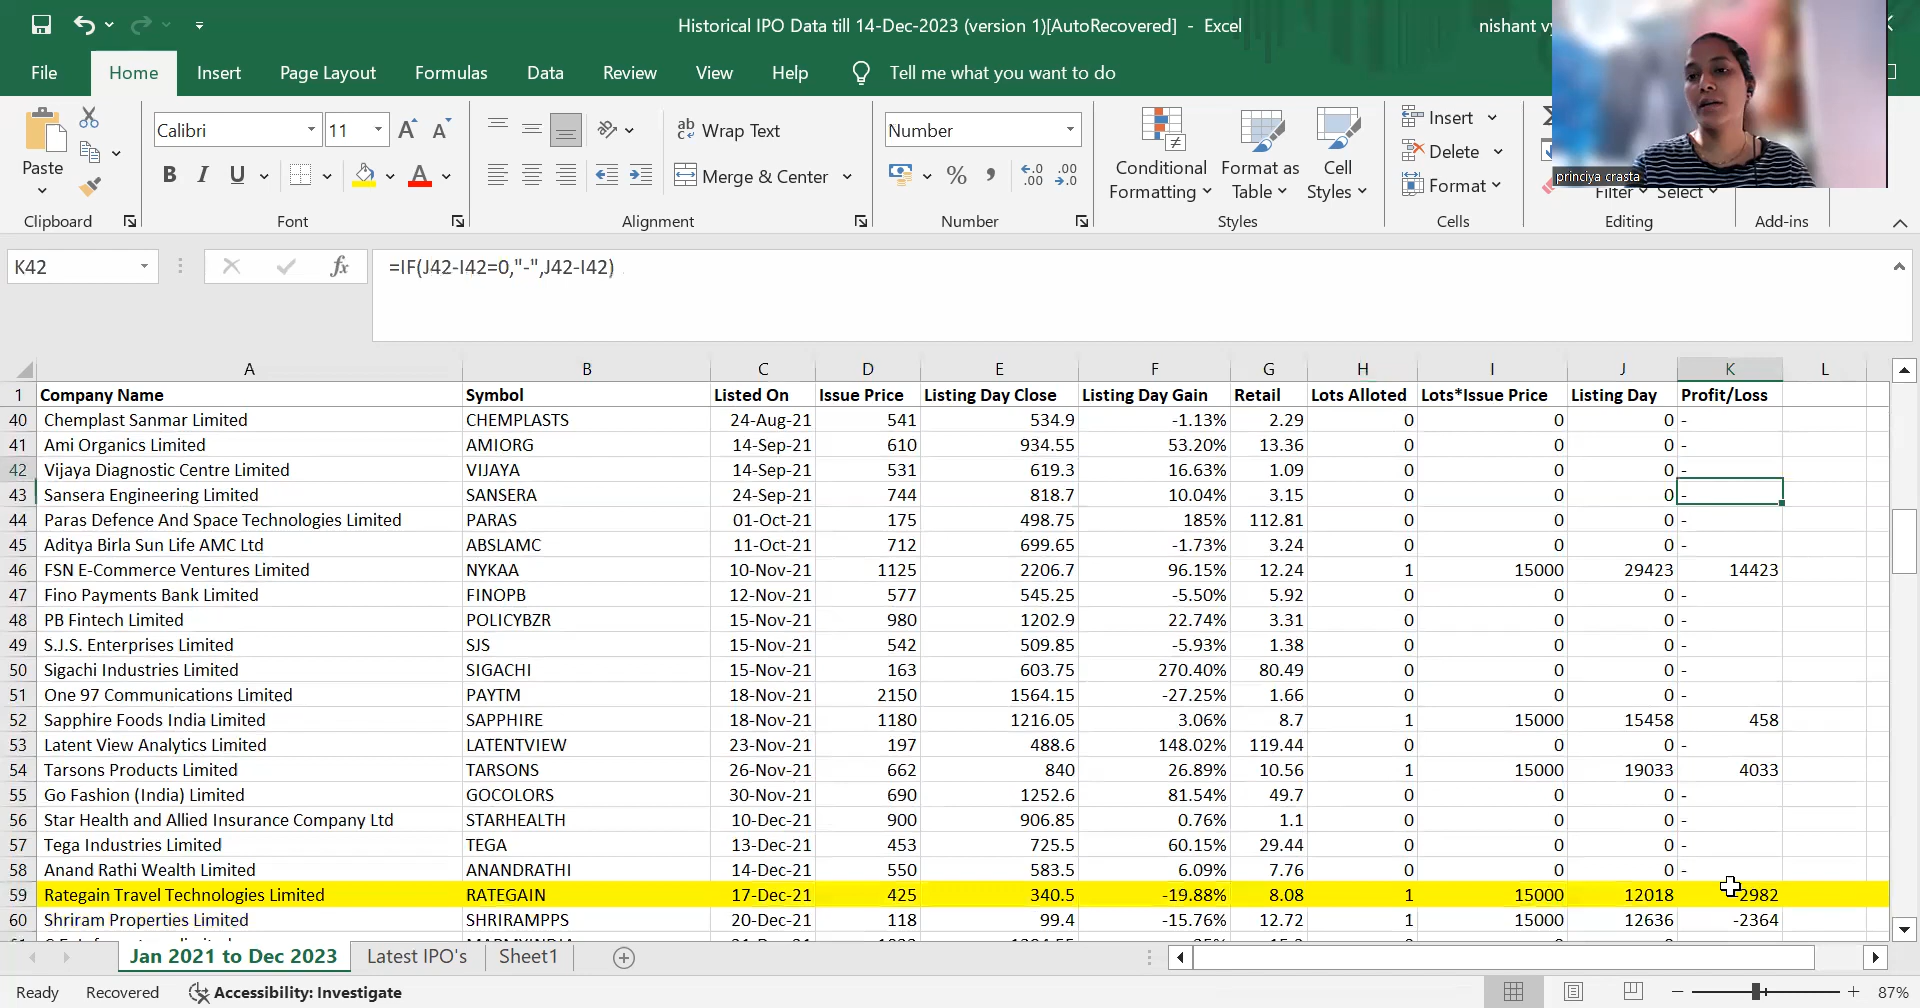 Historical IPO Data till 14-Dec-2023 (version 1)[AutoRecovered] - Excel
nishant vy
File Home Insert Page Layout Formulas Data Review View Help Tell me what you want to do
Calibri 11 Wrap Text Number Insert
Paste B I U Merge & Center Conditional Formatting Format as Table Cell Styles Delete Format princiya crasta
Filter Select
Clipboard Font Alignment Number Styles Cells Editing Add-ins
K42 fx =IF(J42-I42=0,"-",J42-I42)
A B C D E F G H I J K L
1 Company Name Symbol Listed On Issue Price Listing Day Close Listing Day Gain Retail Lots Alloted Lots*Issue Price Listing Day Profit/Loss
40 Chemplast Sanmar Limited CHEMPLASTS 24-Aug-21 541 534.9 -1.13% 2.29 0 0 0 -
41 Ami Organics Limited AMIORG 14-Sep-21 610 934.55 53.20% 13.36 0 0 0 -
42 Vijaya Diagnostic Centre Limited VIJAYA 14-Sep-21 531 619.3 16.63% 1.09 0 0 0 -
43 Sansera Engineering Limited SANSERA 24-Sep-21 744 818.7 10.04% 3.15 0 0 0 -
44 Paras Defence And Space Technologies Limited PARAS 01-Oct-21 175 498.75 185% 112.81 0 0 0 -
45 Aditya Birla Sun Life AMC Ltd ABSLAMC 11-Oct-21 712 699.65 -1.73% 3.24 0 0 0 -
46 FSN E-Commerce Ventures Limited NYKAA 10-Nov-21 1125 2206.7 96.15% 12.24 1 15000 29423 14423
47 Fino Payments Bank Limited FINOPB 12-Nov-21 577 545.25 -5.50% 5.92 0 0 0 -
48 PB Fintech Limited POLICYBZR 15-Nov-21 980 1202.9 22.74% 3.31 0 0 0 -
49 S.J.S. Enterprises Limited SJS 15-Nov-21 542 509.85 -5.93% 1.38 0 0 0 -
50 Sigachi Industries Limited SIGACHI 15-Nov-21 163 603.75 270.40% 80.49 0 0 0 -
51 One 97 Communications Limited PAYTM 18-Nov-21 2150 1564.15 -27.25% 1.66 0 0 0 -
52 Sapphire Foods India Limited SAPPHIRE 18-Nov-21 1180 1216.05 3.06% 8.7 1 15000 15458 458
53 Latent View Analytics Limited LATENTVIEW 23-Nov-21 197 488.6 148.02% 119.44 0 0 0 -
54 Tarsons Products Limited TARSONS 26-Nov-21 662 840 26.89% 10.56 1 15000 19033 4033
55 Go Fashion (India) Limited GOCOLORS 30-Nov-21 690 1252.6 81.54% 49.7 0 0 0 -
56 Star Health and Allied Insurance Company Ltd STARHEALTH 10-Dec-21 900 906.85 0.76% 1.1 0 0 0 -
57 Tega Industries Limited TEGA 13-Dec-21 453 725.5 60.15% 29.44 0 0 0 -
58 Anand Rathi Wealth Limited ANANDRATHI 14-Dec-21 550 583.5 6.09% 7.76 0 0 0 -
59 Rategain Travel Technologies Limited RATEGAIN 17-Dec-21 425 340.5 -19.88% 8.08 1 15000 12018 2982
60 Shriram Properties Limited SHRIRAMPPS 20-Dec-21 118 99.4 -15.76% 12.72 1 15000 12636 -2364
Jan 2021 to Dec 2023 Latest IPO's Sheet1
Ready Recovered Accessibility: Investigate 87%